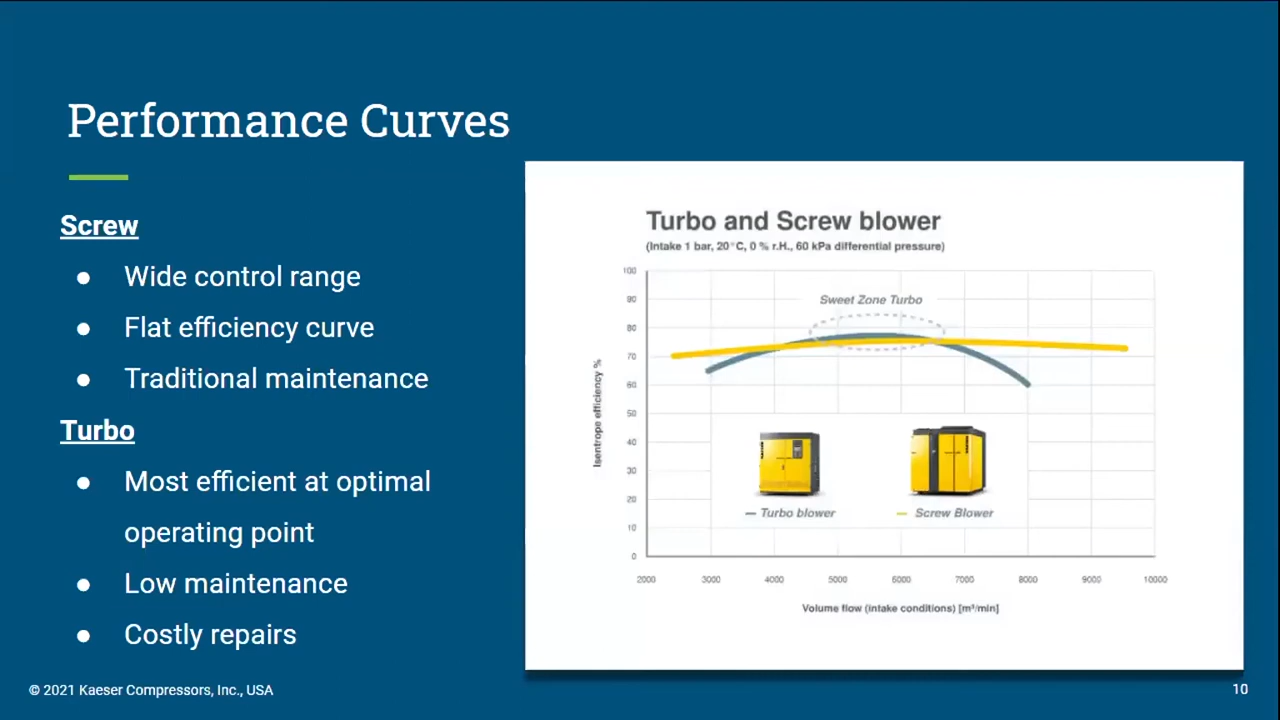 Performance Curves
Screw
● Wide control range
● Flat efficiency curve
● Traditional maintenance
Turbo
● Most efficient at optimal
operating point
● Low maintenance
● Costly repairs
Turbo and Screw blower
(Intake 1 bar, 20°C, 0 % r.H., 60 kPa differential pressure)
Isentrope efficiency %
100
90
80
70
60
50
40
30
20
10
0
Sweet Zone Turbo
Turbo blower
Screw Blower
2000 3000 4000 5000 6000 7000 8000 9000 10000
Volume flow (intake conditions) [m³/min]
© 2021 Kaeser Compressors, Inc., USA
10